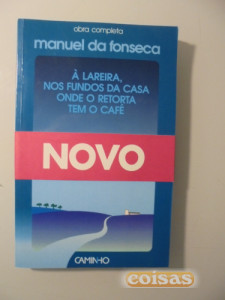 obra completa
manuel da fonseca
À LAREIRA,
NOS FUNDOS DA CASA
ONDE O RETORTA
TEM O CAFÉ
NOVO
CAMINHO
coisas